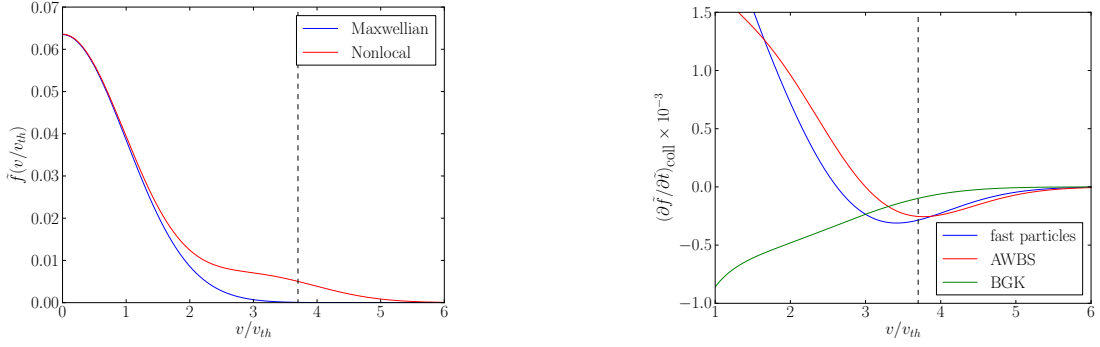 0.07
0.06
0.05
0.04
0.03
0.02
0.01
0.00
f̃(v/v_th)
0 1 2 3 4 5 6
v/v_th
Maxwellian
Nonlocal
1.5
1.0
0.5
0.0
−0.5
−1.0
(∂f̃/∂t̃)_coll × 10⁻³
1 2 3 4 5 6
v/v_th
fast particles
AWBS
BGK